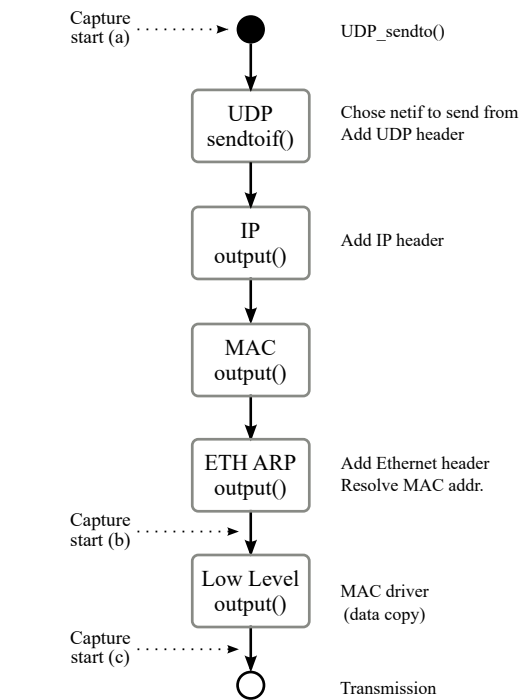 Capture
start (a)
UDP_sendto()
UDP
sendtoif()
Chose netif to send from
Add UDP header
IP
output()
Add IP header
MAC
output()
ETH ARP
output()
Add Ethernet header
Resolve MAC addr.
Capture
start (b)
Low Level
output()
MAC driver
(data copy)
Capture
start (c)
Transmission